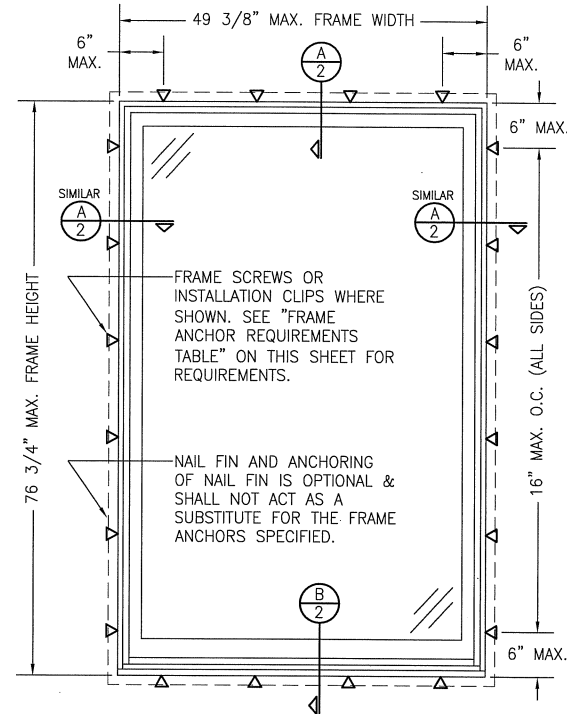 49 3/8" MAX. FRAME WIDTH
6"
MAX.
6"
MAX.
A
2
6" MAX.
SIMILAR
A
2
SIMILAR
A
2
FRAME SCREWS OR
INSTALLATION CLIPS WHERE
SHOWN. SEE "FRAME
ANCHOR REQUIREMENTS
TABLE" ON THIS SHEET FOR
REQUIREMENTS.
76 3/4" MAX. FRAME HEIGHT
16" MAX. O.C. (ALL SIDES)
NAIL FIN AND ANCHORING
OF NAIL FIN IS OPTIONAL &
SHALL NOT ACT AS A
SUBSTITUTE FOR THE FRAME
ANCHORS SPECIFIED.
B
2
6" MAX.